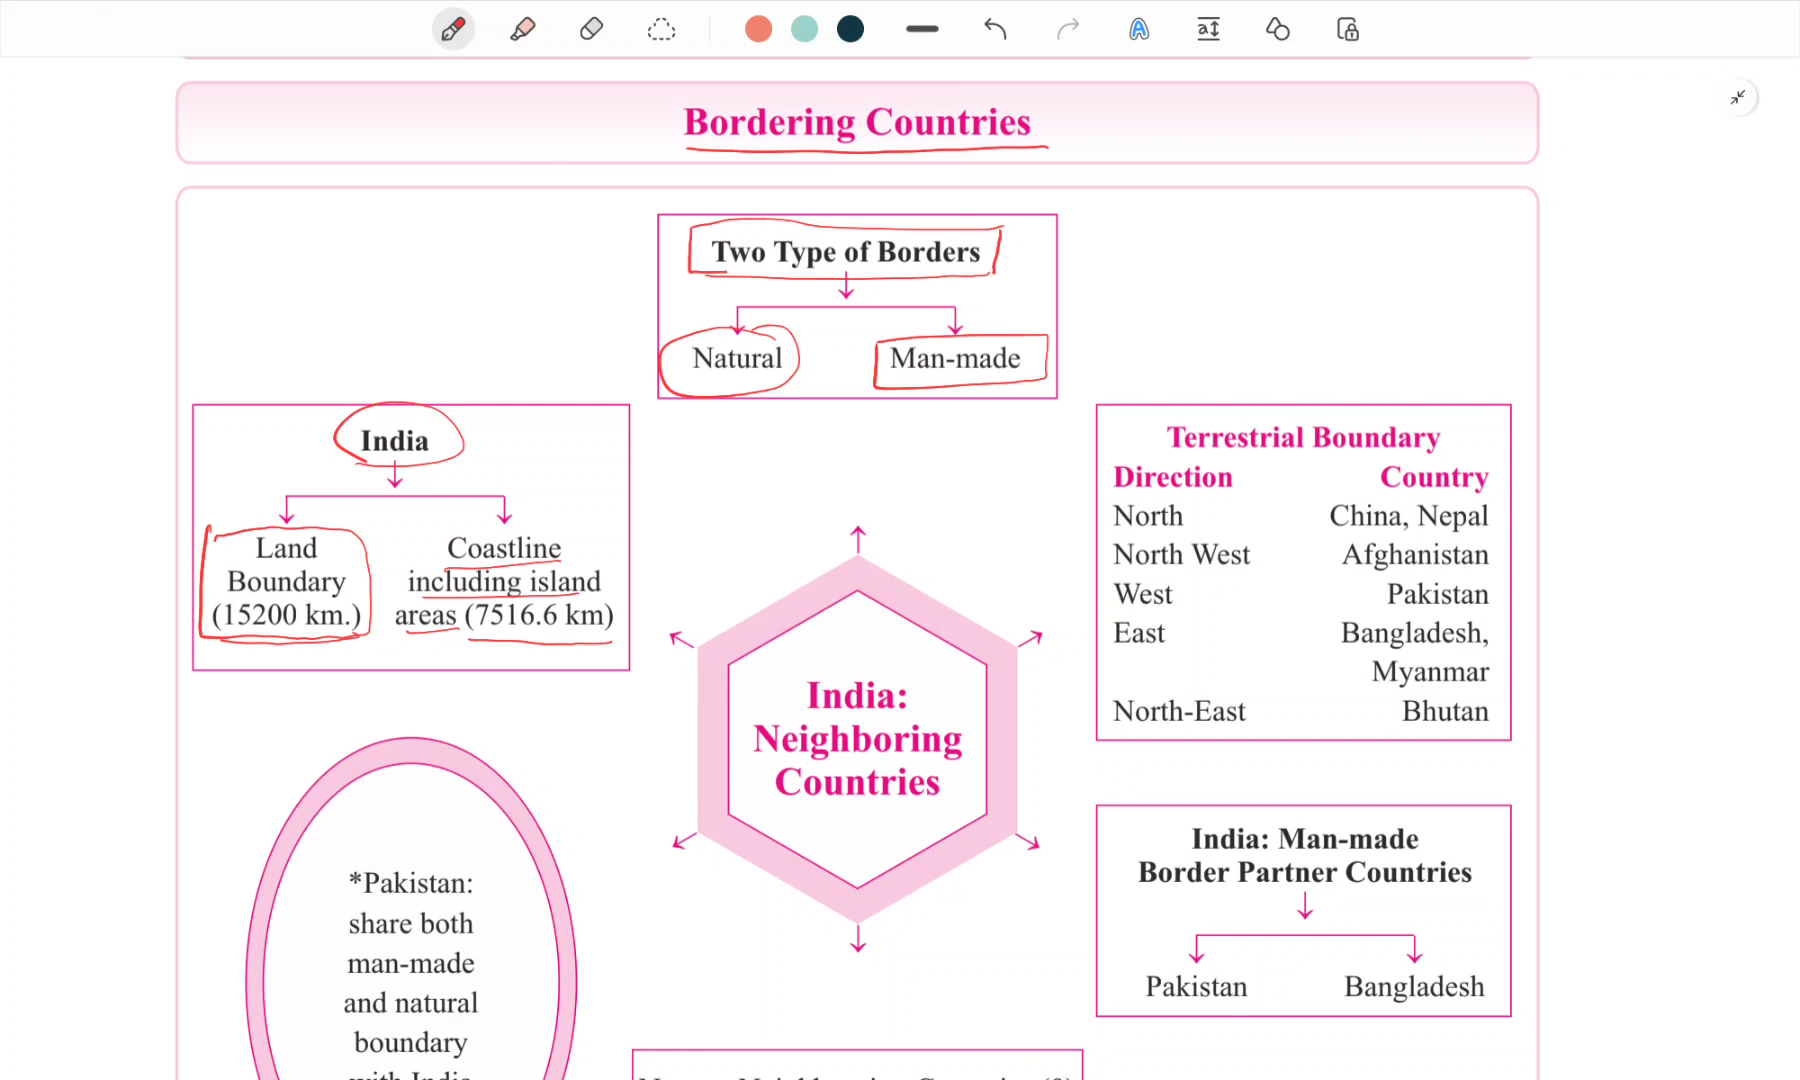 Bordering Countries
Two Type of Borders
Natural
Man-made
India
Land
Boundary
(15200 km.)
Coastline
including island
areas (7516.6 km)
Terrestrial Boundary
Direction Country
North China, Nepal
North West Afghanistan
West Pakistan
East Bangladesh,
Myanmar
North-East Bhutan
India:
Neighboring
Countries
*Pakistan:
share both
man-made
and natural
boundary
with India
India: Man-made
Border Partner Countries
Pakistan
Bangladesh